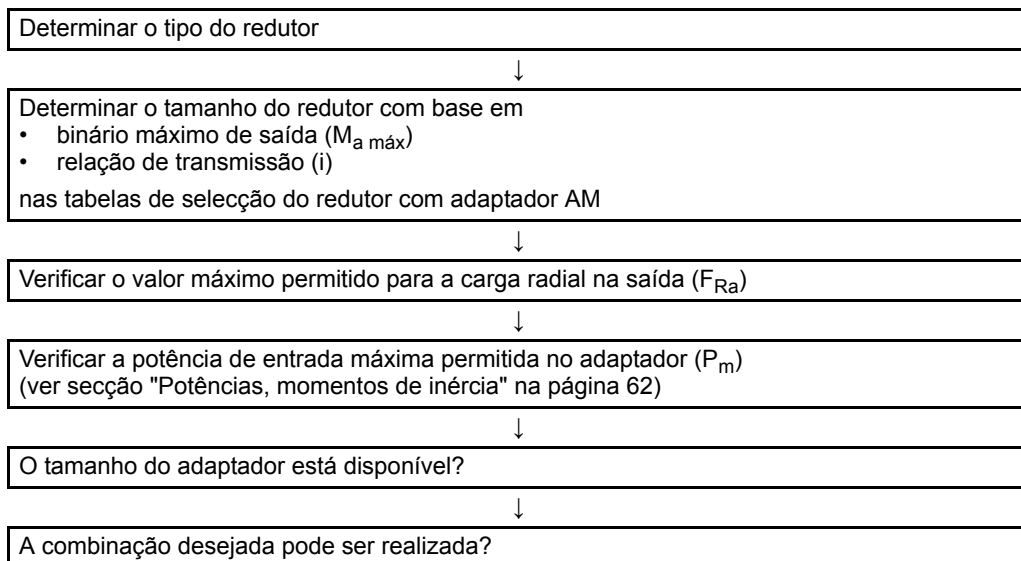 Determinar o tipo do redutor
↓
Determinar o tamanho do redutor com base em
• binário máximo de saída (Ma máx)
• relação de transmissão (i)
nas tabelas de selecção do redutor com adaptador AM
↓
Verificar o valor máximo permitido para a carga radial na saída (FRa)
↓
Verificar a potência de entrada máxima permitida no adaptador (Pm)
(ver secção "Potências, momentos de inércia" na página 62)
↓
O tamanho do adaptador está disponível?
↓
A combinação desejada pode ser realizada?